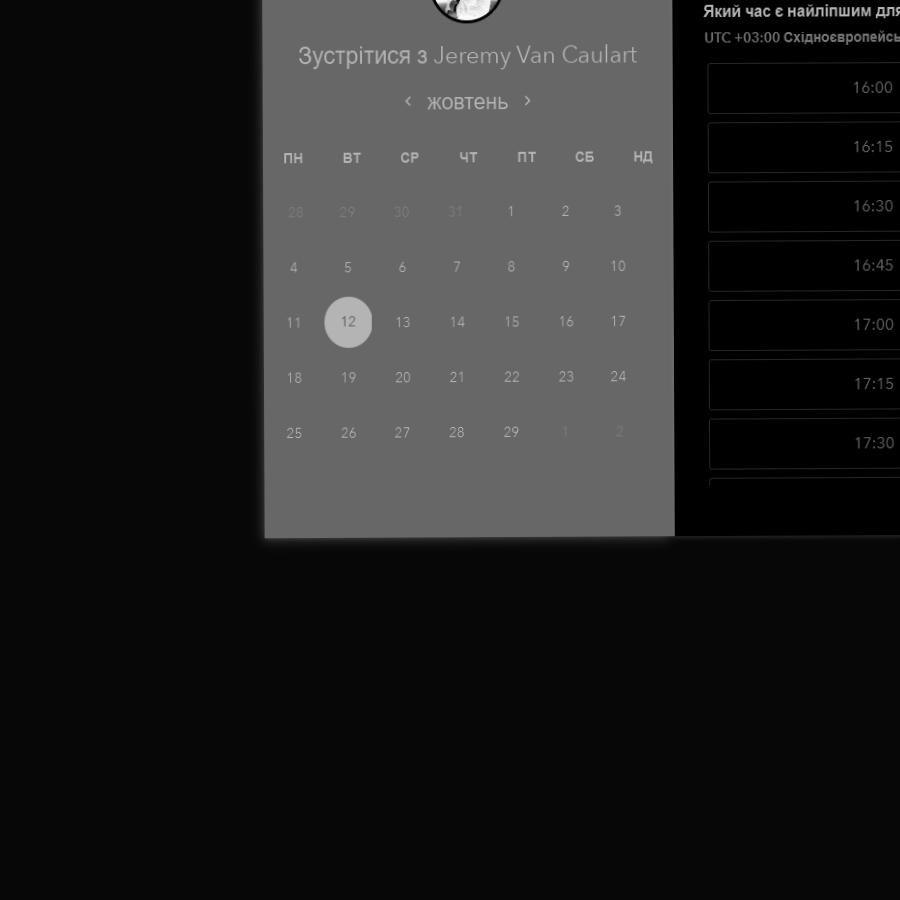 Зустрітися з Jeremy Van Caulart
‹ жовтень ›
ПН ВТ СР ЧТ ПТ СБ НД
28 29 30 31 1 2 3
4 5 6 7 8 9 10
11 12 13 14 15 16 17
18 19 20 21 22 23 24
25 26 27 28 29 1 2
Який час є найліпшим
UTC +03:00
16:00
16:15
16:30
16:45
17:00
17:15
17:30